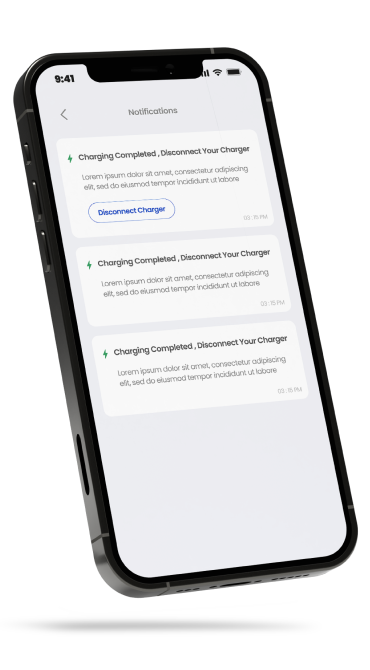 9:41
Notifications
Charging Completed , Disconnect Your Charger
Lorem ipsum dolor sit amet, consectetur adipiscing
elit, sed do eiusmod tempor incididunt ut labore
Disconnect Charger
03 : 15 PM
Charging Completed , Disconnect Your Charger
Lorem ipsum dolor sit amet, consectetur adipiscing
elit, sed do eiusmod tempor incididunt ut labore
03 : 15 PM
Charging Completed , Disconnect Your Charger
Lorem ipsum dolor sit amet, consectetur adipiscing
elit, sed do eiusmod tempor incididunt ut labore
03 : 15 PM